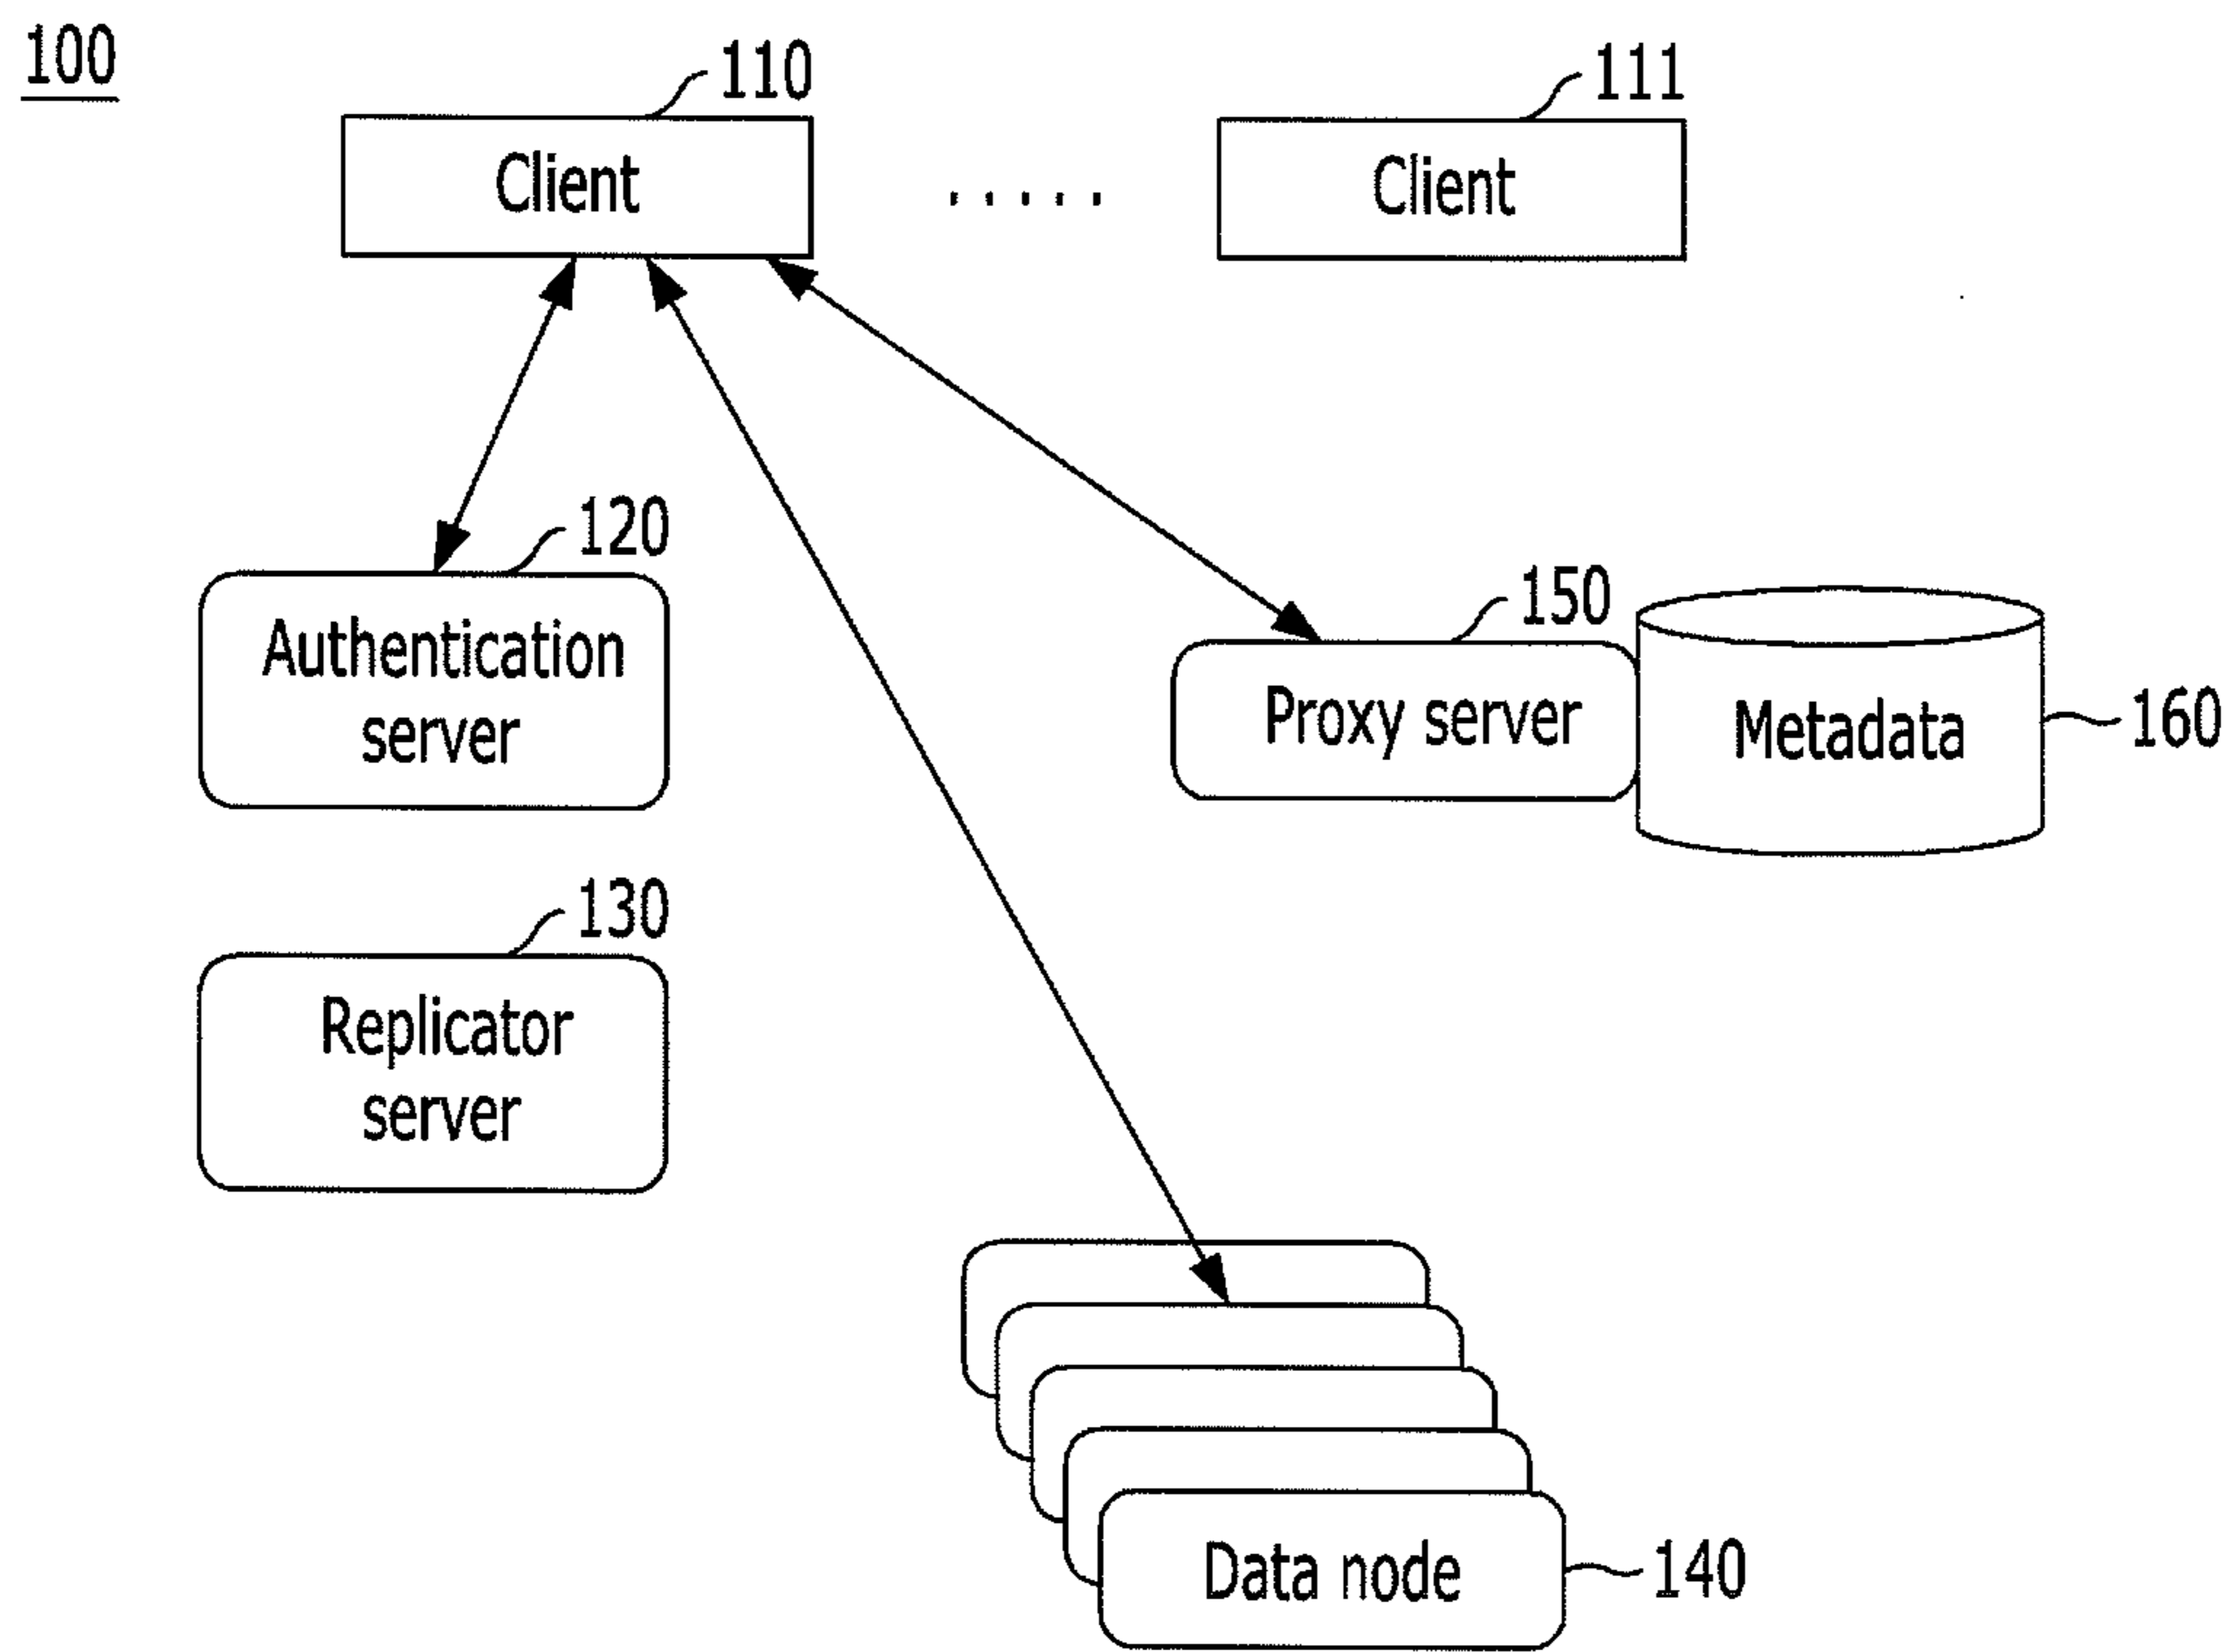 100
110
111
Client
.....
Client
120
Authentication
server
150
Proxy server
Metadata
160
130
Replicator
server
Data node
140